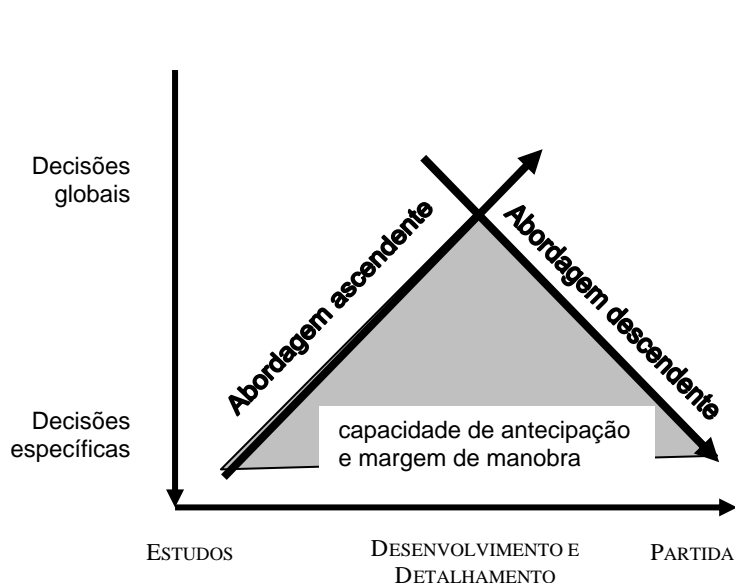 Decisões
globais
Abordagem ascendente
Abordagem descendente
Decisões
específicas
capacidade de antecipação
e margem de manobra
ESTUDOS
DESENVOLVIMENTO E
DETALHAMENTO
PARTIDA